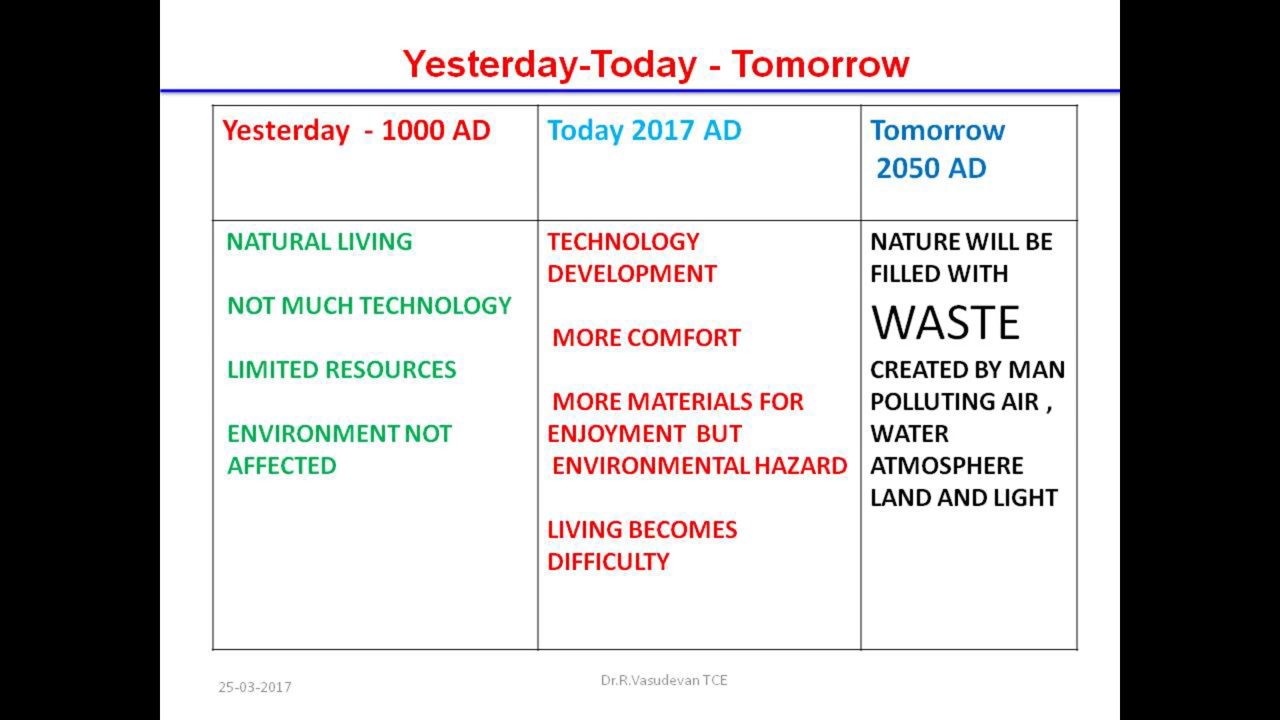 Yesterday-Today - Tomorrow
Yesterday - 1000 AD
Today 2017 AD
Tomorrow
2050 AD
NATURAL LIVING
NOT MUCH TECHNOLOGY
LIMITED RESOURCES
ENVIRONMENT NOT
AFFECTED
TECHNOLOGY
DEVELOPMENT
MORE COMFORT
MORE MATERIALS FOR
ENJOYMENT BUT
ENVIRONMENTAL HAZARD
LIVING BECOMES
DIFFICULTY
NATURE WILL BE
FILLED WITH
WASTE
CREATED BY MAN
POLLUTING AIR ,
WATER
ATMOSPHERE
LAND AND LIGHT
25-03-2017
Dr.R.Vasudevan TCE